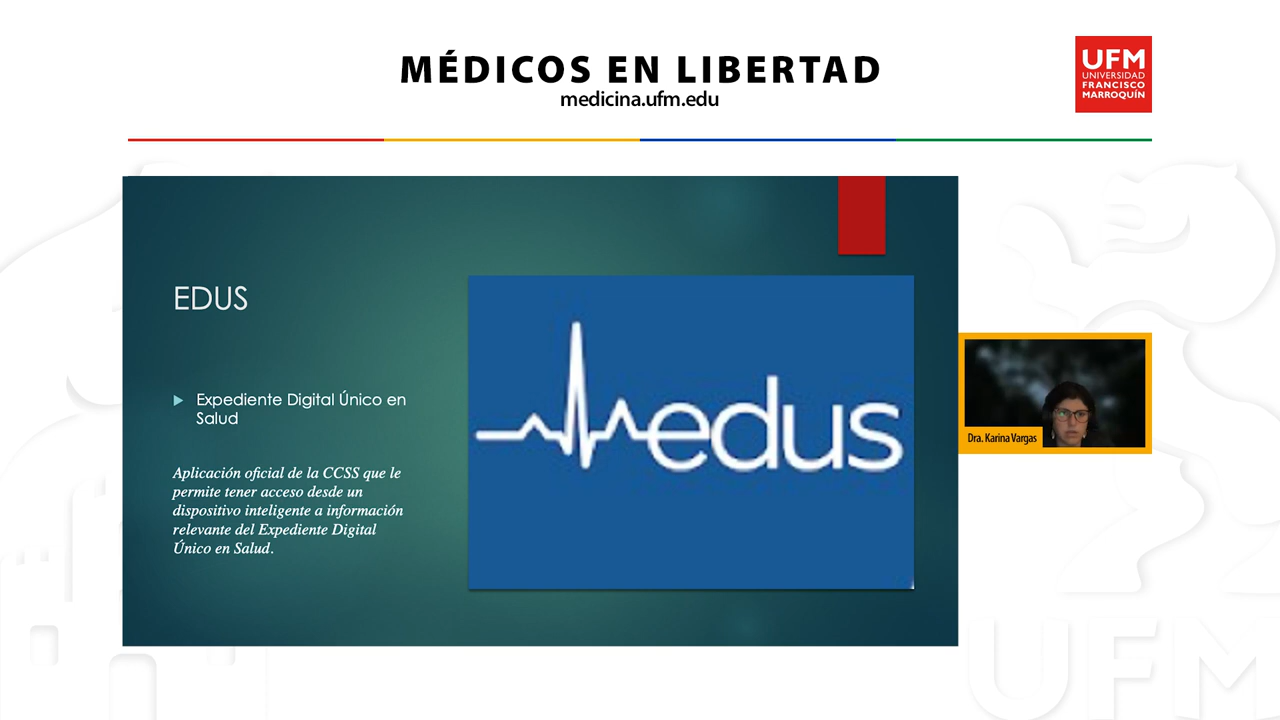 MÉDICOS EN LIBERTAD
medicina.ufm.edu
UFM
UNIVERSIDAD
FRANCISCO
MARROQUÍN
EDUS
Expediente Digital Único en
Salud
Aplicación oficial de la CCSS que le
permite tener acceso desde un
dispositivo inteligente a información
relevante del Expediente Digital
Único en Salud.
edus
Dra. Karina Vargas
UFM